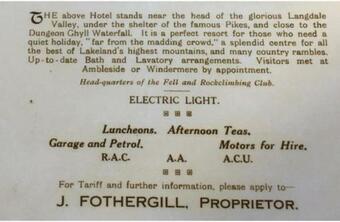 THE above Hotel stands near the head of the glorious Langdale
Valley, under the shelter of the famous Pikes, and close to the
Dungeon Ghyll Waterfall. It is a perfect resort for those who need a
quiet holiday, "far from the madding crowd," a splendid centre for all
the best of Lakeland's highest mountains, and many country rambles.
Up-to-date Bath and Lavatory arrangements. Visitors met at
Ambleside or Windermere by appointment.
Head-quarters of the Fell and Rockclimbing Club.
ELECTRIC LIGHT.
Luncheons. Afternoon Teas.
Garage and Petrol. Motors for Hire.
R.A.C. A.A. A.C.U.
For Tariff and further information, please apply to—
J. FOTHERGILL, PROPRIETOR.